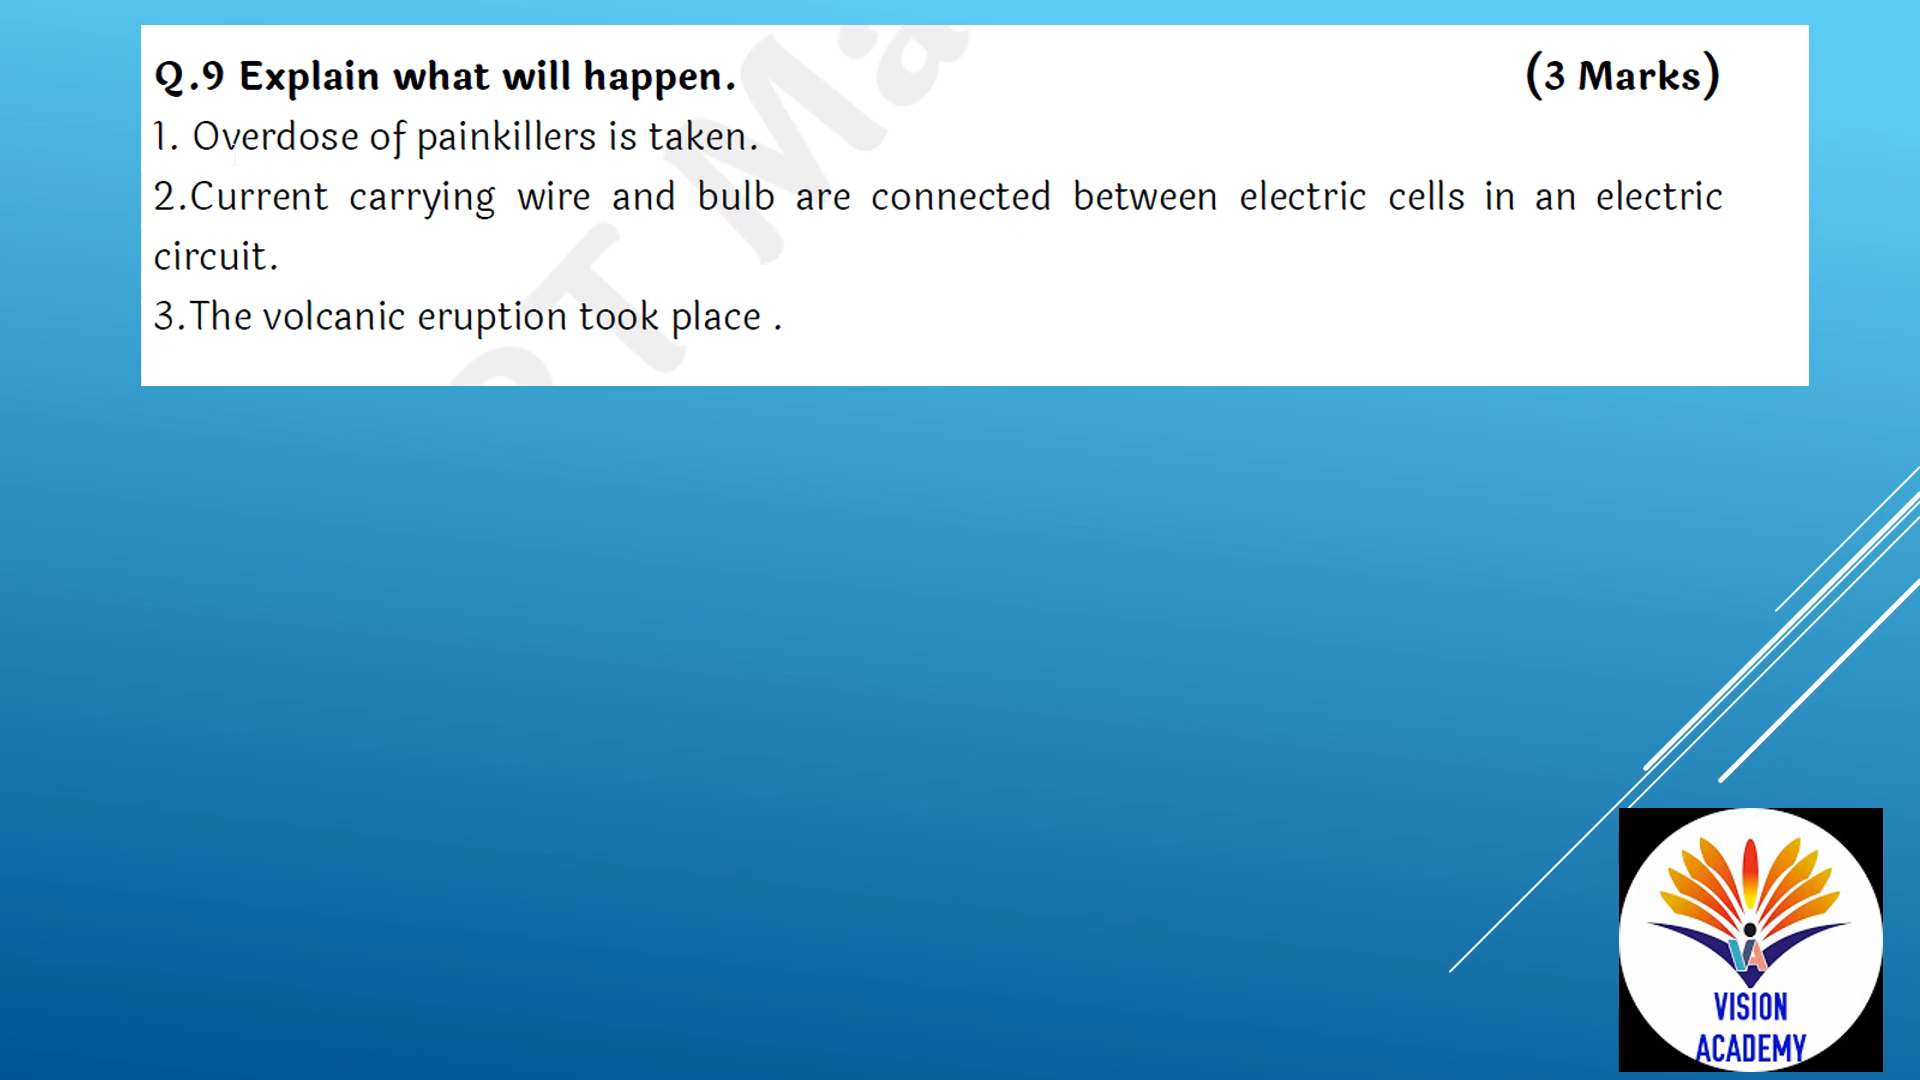 Q.9 Explain what will happen. (3 Marks)
1. Overdose of painkillers is taken.
2.Current carrying wire and bulb are connected between electric cells in an electric
circuit.
3.The volcanic eruption took place .
VA
VISION
ACADEMY